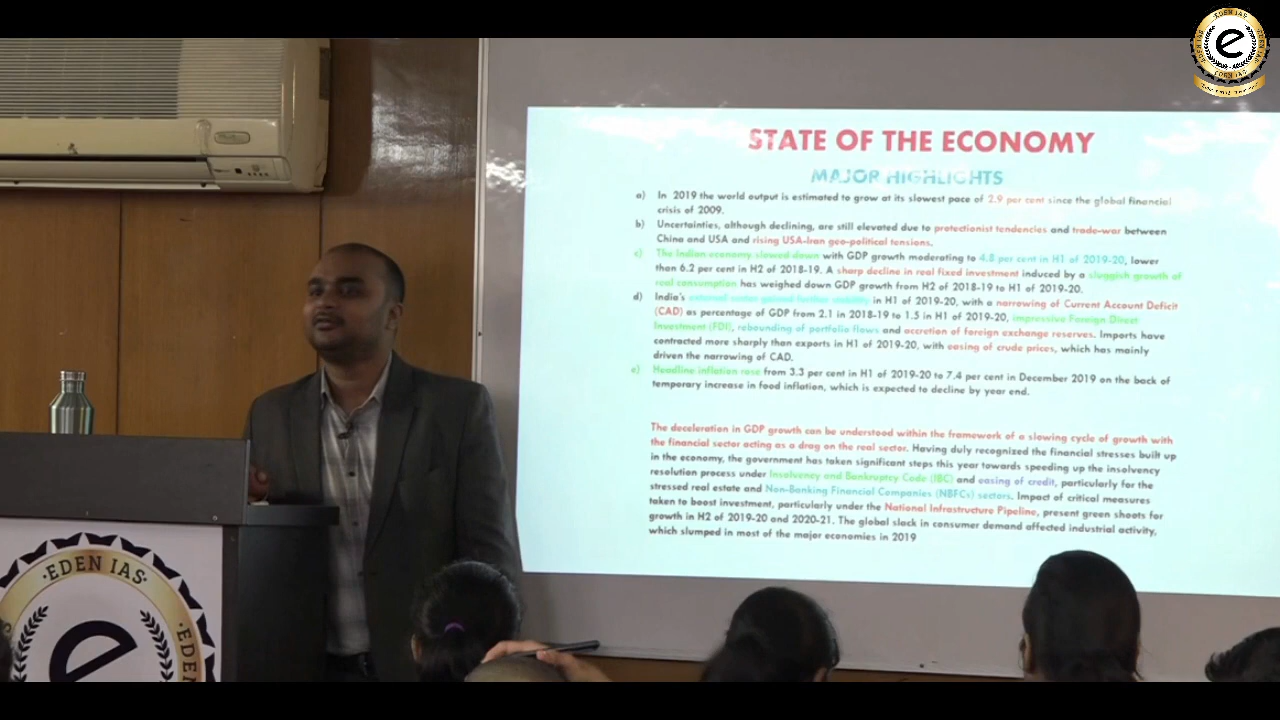 EDEN IAS
STATE OF THE ECONOMY
MAJOR HIGHLIGHTS
a) In 2019 the world output is estimated to grow at its slowest pace of 2.9 per cent since the global financial
crisis of 2009.
b) Uncertainties, although declining, are still elevated due to protectionist tendencies and trade-war between
China and USA and rising USA-Iran geo-political tensions.
c) The Indian economy slowed down with GDP growth moderating to 4.8 per cent in H1 of 2019-20, lower
than 6.2 per cent in H2 of 2018-19. A sharp decline in real fixed investment induced by a sluggish growth of
real consumption has weighed down GDP growth from H2 of 2018-19 to H1 of 2019-20.
d) India's external sector gained further stability in H1 of 2019-20, with a narrowing of Current Account Deficit
(CAD) as percentage of GDP from 2.1 in 2018-19 to 1.5 in H1 of 2019-20, impressive Foreign Direct
Investment (FDI), rebounding of portfolio flows and accretion of foreign exchange reserves. Imports have
contracted more sharply than exports in H1 of 2019-20, with easing of crude prices, which has mainly
driven the narrowing of CAD.
e) Headline inflation rose from 3.3 per cent in H1 of 2019-20 to 7.4 per cent in December 2019 on the back of
temporary increase in food inflation, which is expected to decline by year end.
The deceleration in GDP growth can be understood within the framework of a slowing cycle of growth with
the financial sector acting as a drag on the real sector. Having duly recognized the financial stresses built up
in the economy, the government has taken significant steps this year towards speeding up the insolvency
resolution process under Insolvency and Bankruptcy Code (IBC) and easing of credit, particularly for the
stressed real estate and Non-Banking Financial Companies (NBFCs) sectors. Impact of critical measures
taken to boost investment, particularly under the National Infrastructure Pipeline, present green shoots for
growth in H2 of 2019-20 and 2020-21. The global slack in consumer demand affected industrial activity,
which slumped in most of the major economies in 2019
EDEN IAS
e
EDEN